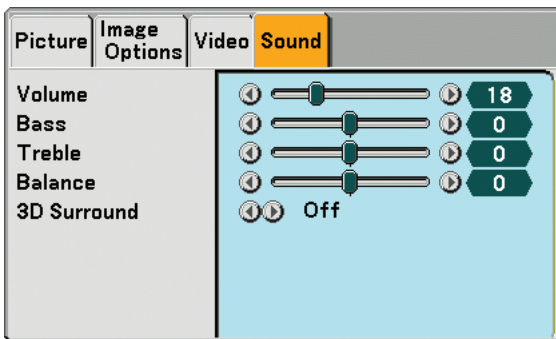 Picture Image Options Video Sound
Volume 18
Bass 0
Treble 0
Balance 0
3D Surround Off